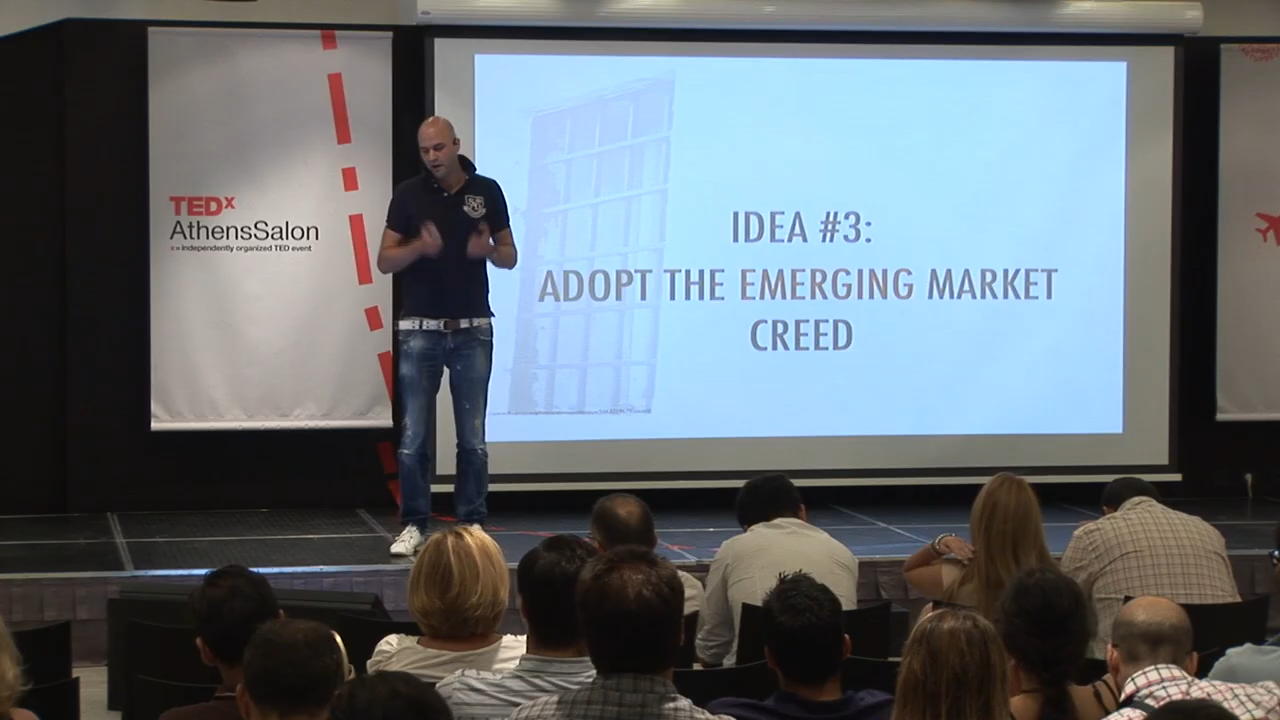 TEDx
AthensSalon
x = independently organized TED event
IDEA #3:
ADOPT THE EMERGING MARKET
CREED